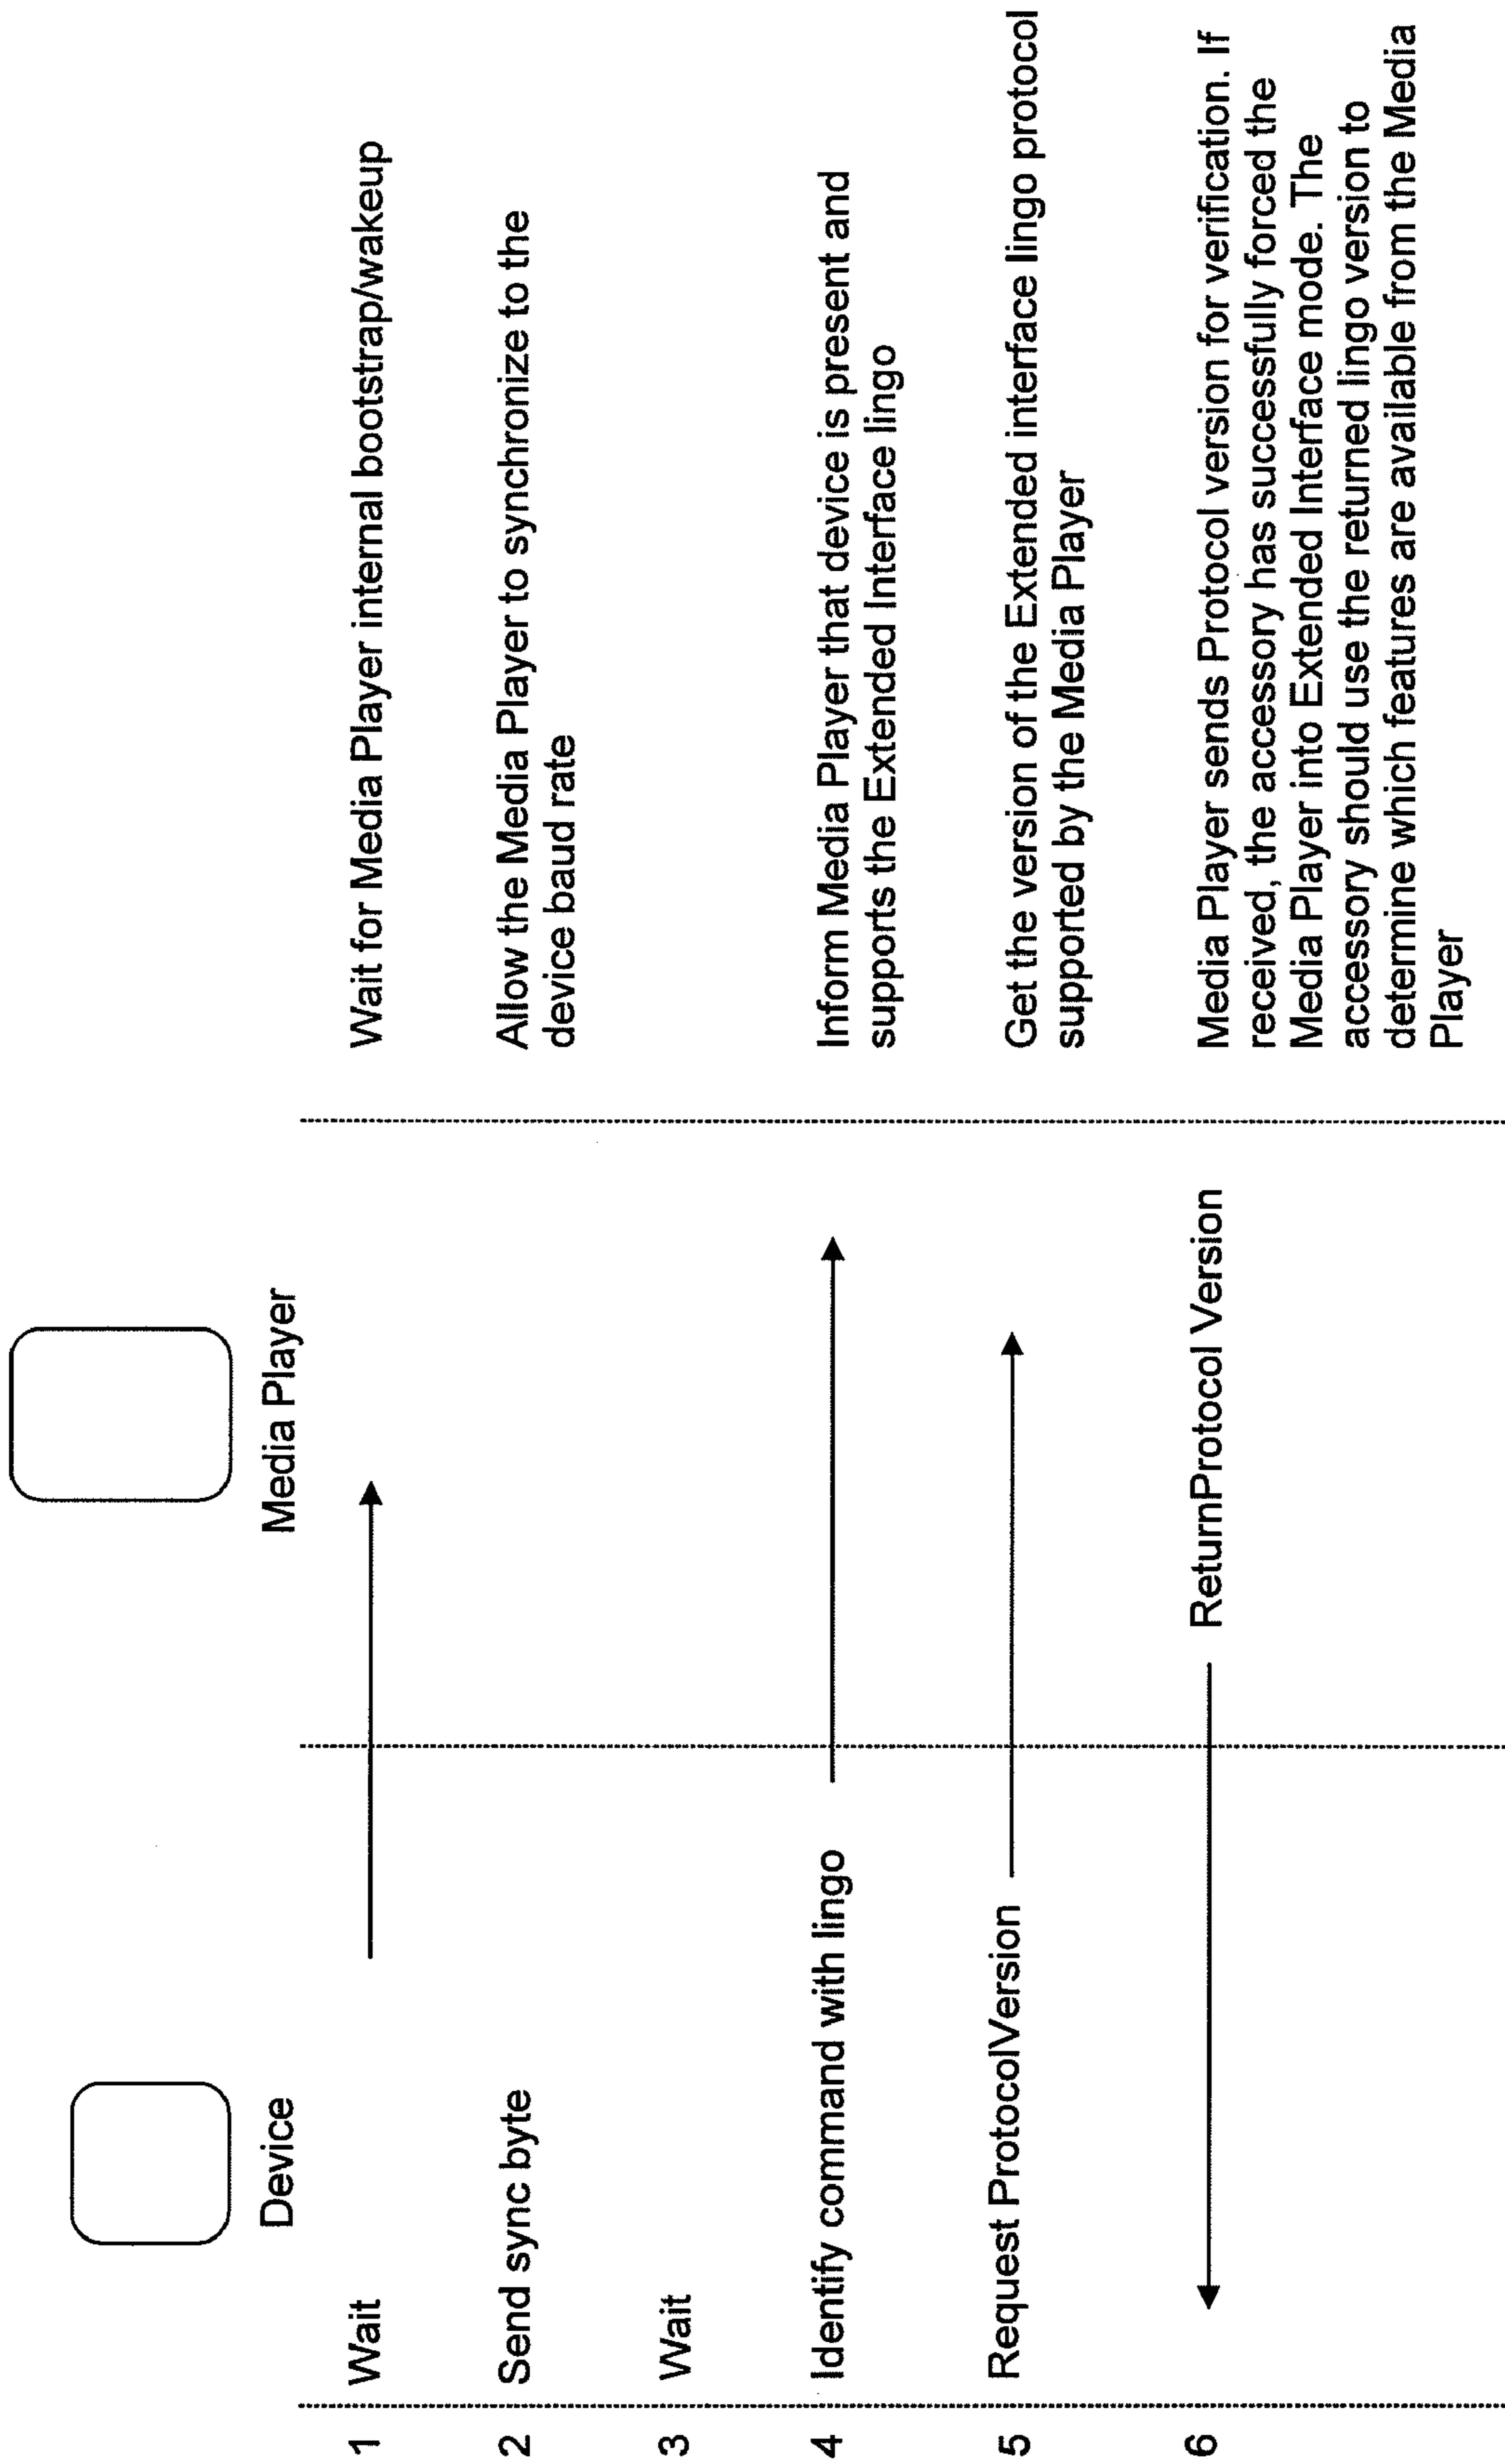 Device
Media Player
1
Wait
Wait for Media Player internal bootstrap/wakeup
2
Send sync byte
Allow the Media Player to synchronize to the
device baud rate
3
Wait
4
Identify command with lingo
Inform Media Player that device is present and
supports the Extended Interface lingo
5
Request ProtocolVersion
Get the version of the Extended interface lingo protocol
supported by the Media Player
6
ReturnProtocol Version
Media Player sends Protocol version for verification. If
received, the accessory has successfully forced the
Media Player into Extended Interface mode. The
accessory should use the returned lingo version to
determine which features are available from the Media
Player